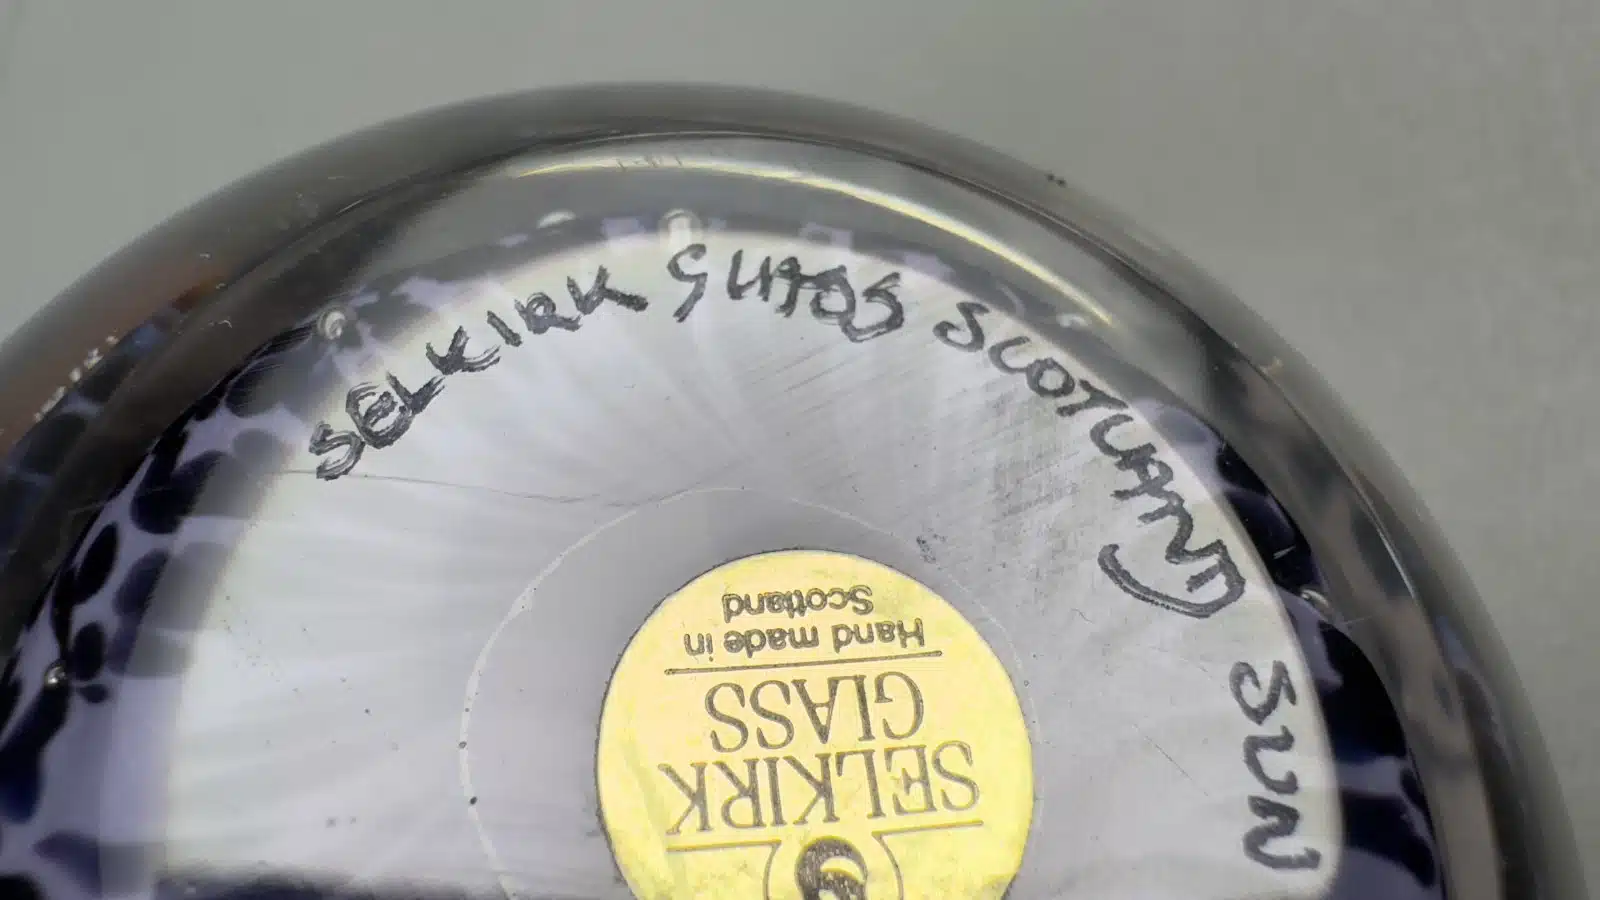 SELKIRK GLASS SCOTLAND SUN
SELKIRK
GLASS
Hand made in
Scotland